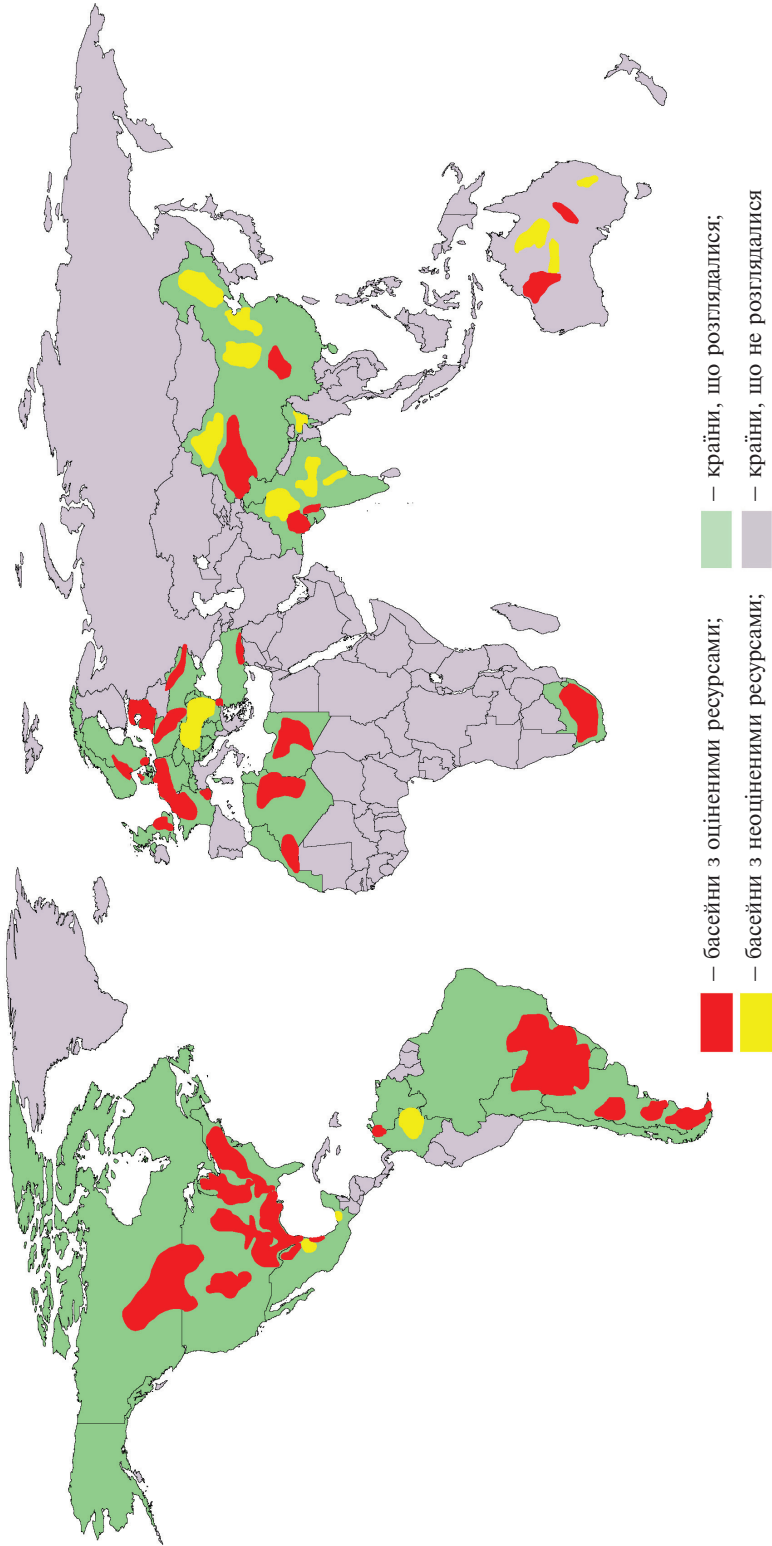 – басейни з оціненими ресурсами;
– країни, що розглядалися;
– басейни з неоціненими ресурсами;
– країни, що не розглядалися